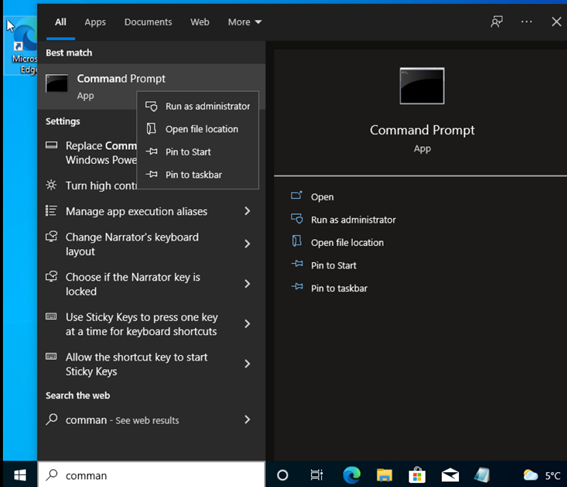 All Apps Documents Web More
Micros
Edge
Best match
Command Prompt
App
Run as administrator
Open file location
Pin to Start
Pin to taskbar
Settings
Replace Comm
Windows Powe
Turn high contr
Manage app execution aliases
Change Narrator's keyboard
layout
Choose if the Narrator key is
locked
Use Sticky Keys to press one key
at a time for keyboard shortcuts
Allow the shortcut key to start
Sticky Keys
Search the web
comman - See web results
Command Prompt
App
Open
Run as administrator
Open file location
Pin to Start
Pin to taskbar
comman
5°C